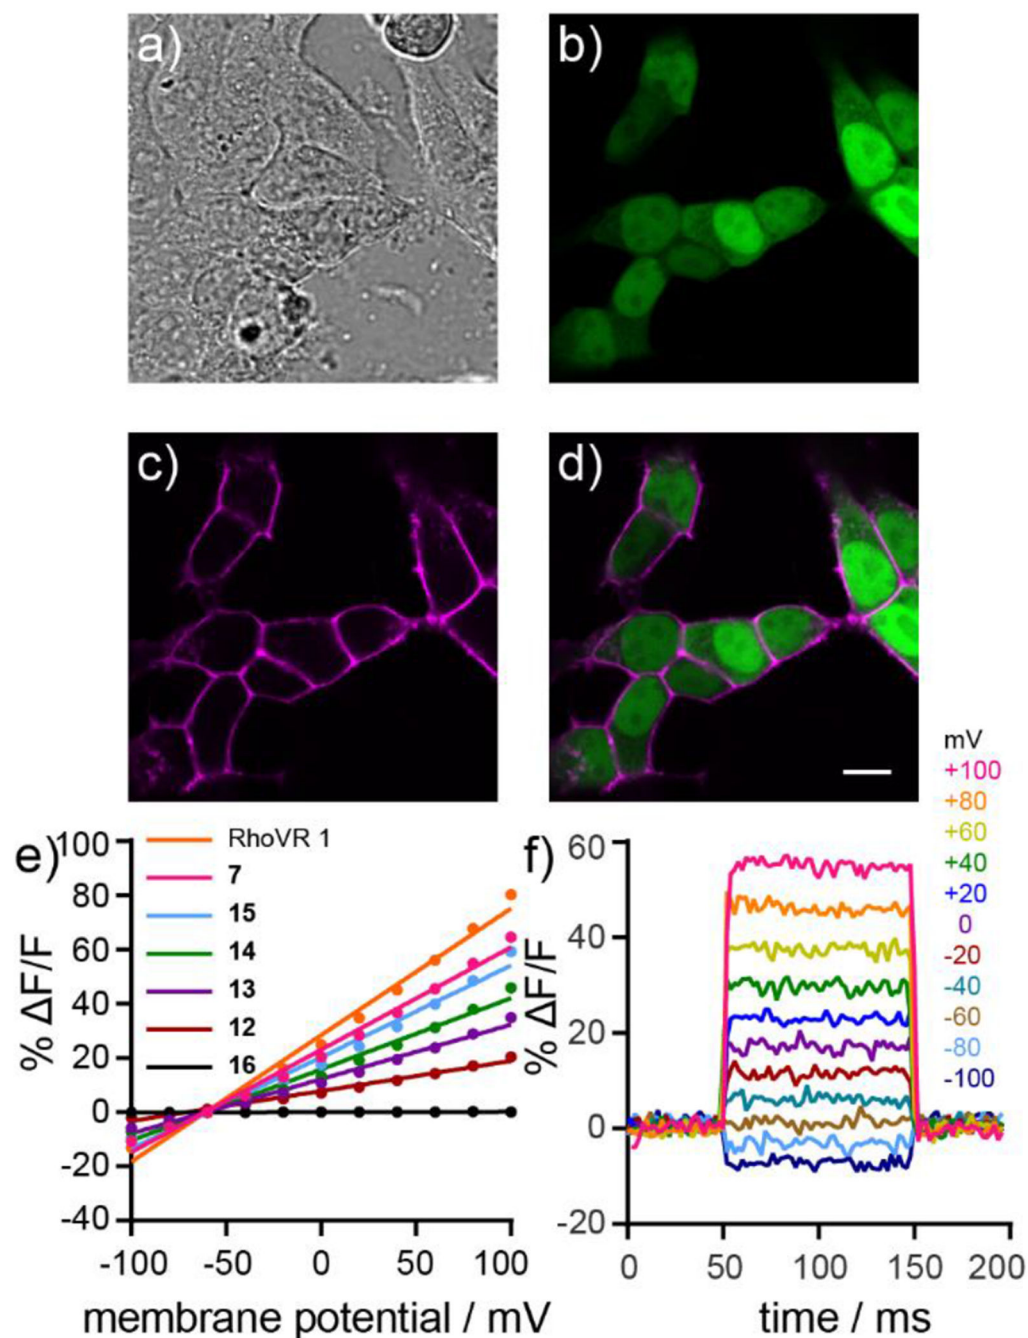 a)
b)
c)
d)
mV
+100
+80
+60
+40
+20
0
-20
-40
-60
-80
-100
e)
% ΔF/F
100
80
60
40
20
0
-20
-40
RhoVR 1
7
15
14
13
12
16
-100 -50 0 50 100
membrane potential / mV
f)
% ΔF/F
60
40
20
0
-20
0 50 100 150 200
time / ms